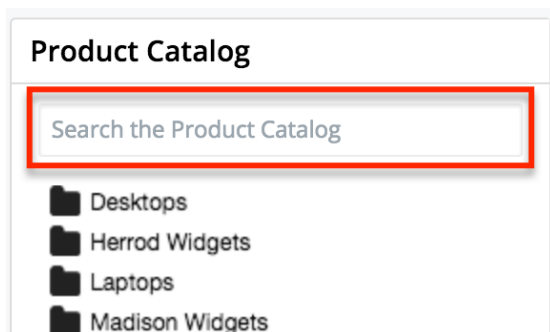 Product Catalog
Search the Product Catalog
Desktops
Herrod Widgets
Laptops
Madison Widgets